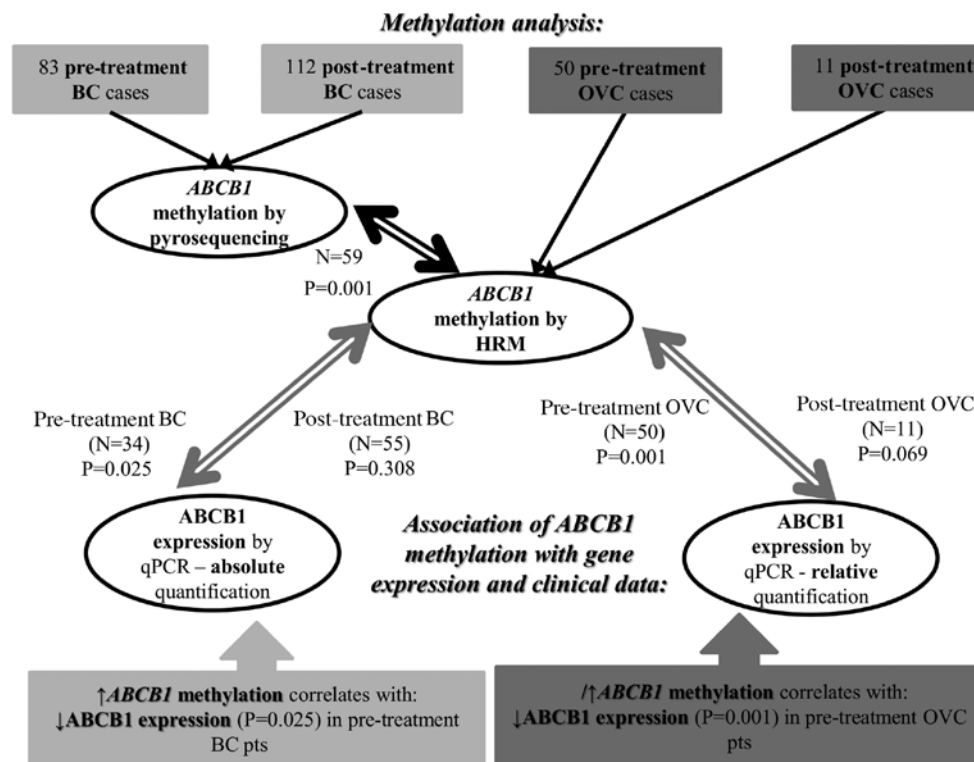 Methylation analysis:
83 pre-treatment
BC cases
112 post-treatment
BC cases
50 pre-treatment
OVC cases
11 post-treatment
OVC cases
ABCB1
methylation by
pyrosequencing
N=59
P=0.001
ABCB1
methylation by
HRM
Pre-treatment BC
(N=34)
P=0.025
Post-treatment BC
(N=55)
P=0.308
Pre-treatment OVC
(N=50)
P=0.001
Post-treatment OVC
(N=11)
P=0.069
ABCB1
expression by
qPCR – absolute
quantification
Association of ABCB1
methylation with gene
expression and clinical data:
ABCB1
expression by
qPCR - relative
quantification
↑ABCB1 methylation correlates with:
↓ABCB1 expression (P=0.025) in pre-treatment
BC pts
/↑ABCB1 methylation correlates with:
↓ABCB1 expression (P=0.001) in pre-treatment OVC
pts